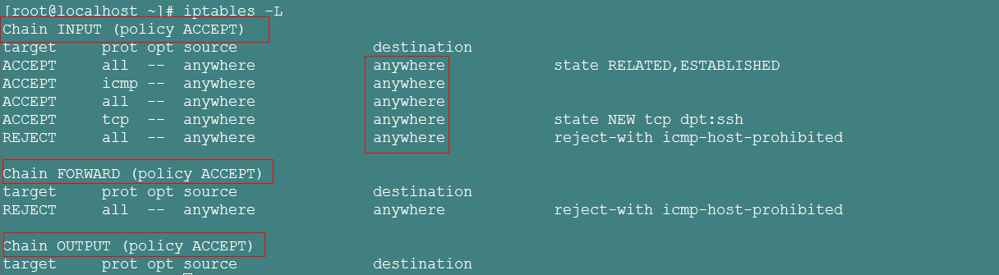 [root@localhost ~]# iptables -L
Chain INPUT (policy ACCEPT)
target     prot opt source               destination
ACCEPT     all  --  anywhere             anywhere            state RELATED,ESTABLISHED
ACCEPT     icmp --  anywhere             anywhere
ACCEPT     all  --  anywhere             anywhere
ACCEPT     tcp  --  anywhere             anywhere            state NEW tcp dpt:ssh
REJECT     all  --  anywhere             anywhere            reject-with icmp-host-prohibited
Chain FORWARD (policy ACCEPT)
target     prot opt source               destination
REJECT     all  --  anywhere             anywhere            reject-with icmp-host-prohibited
Chain OUTPUT (policy ACCEPT)
target     prot opt source               destination